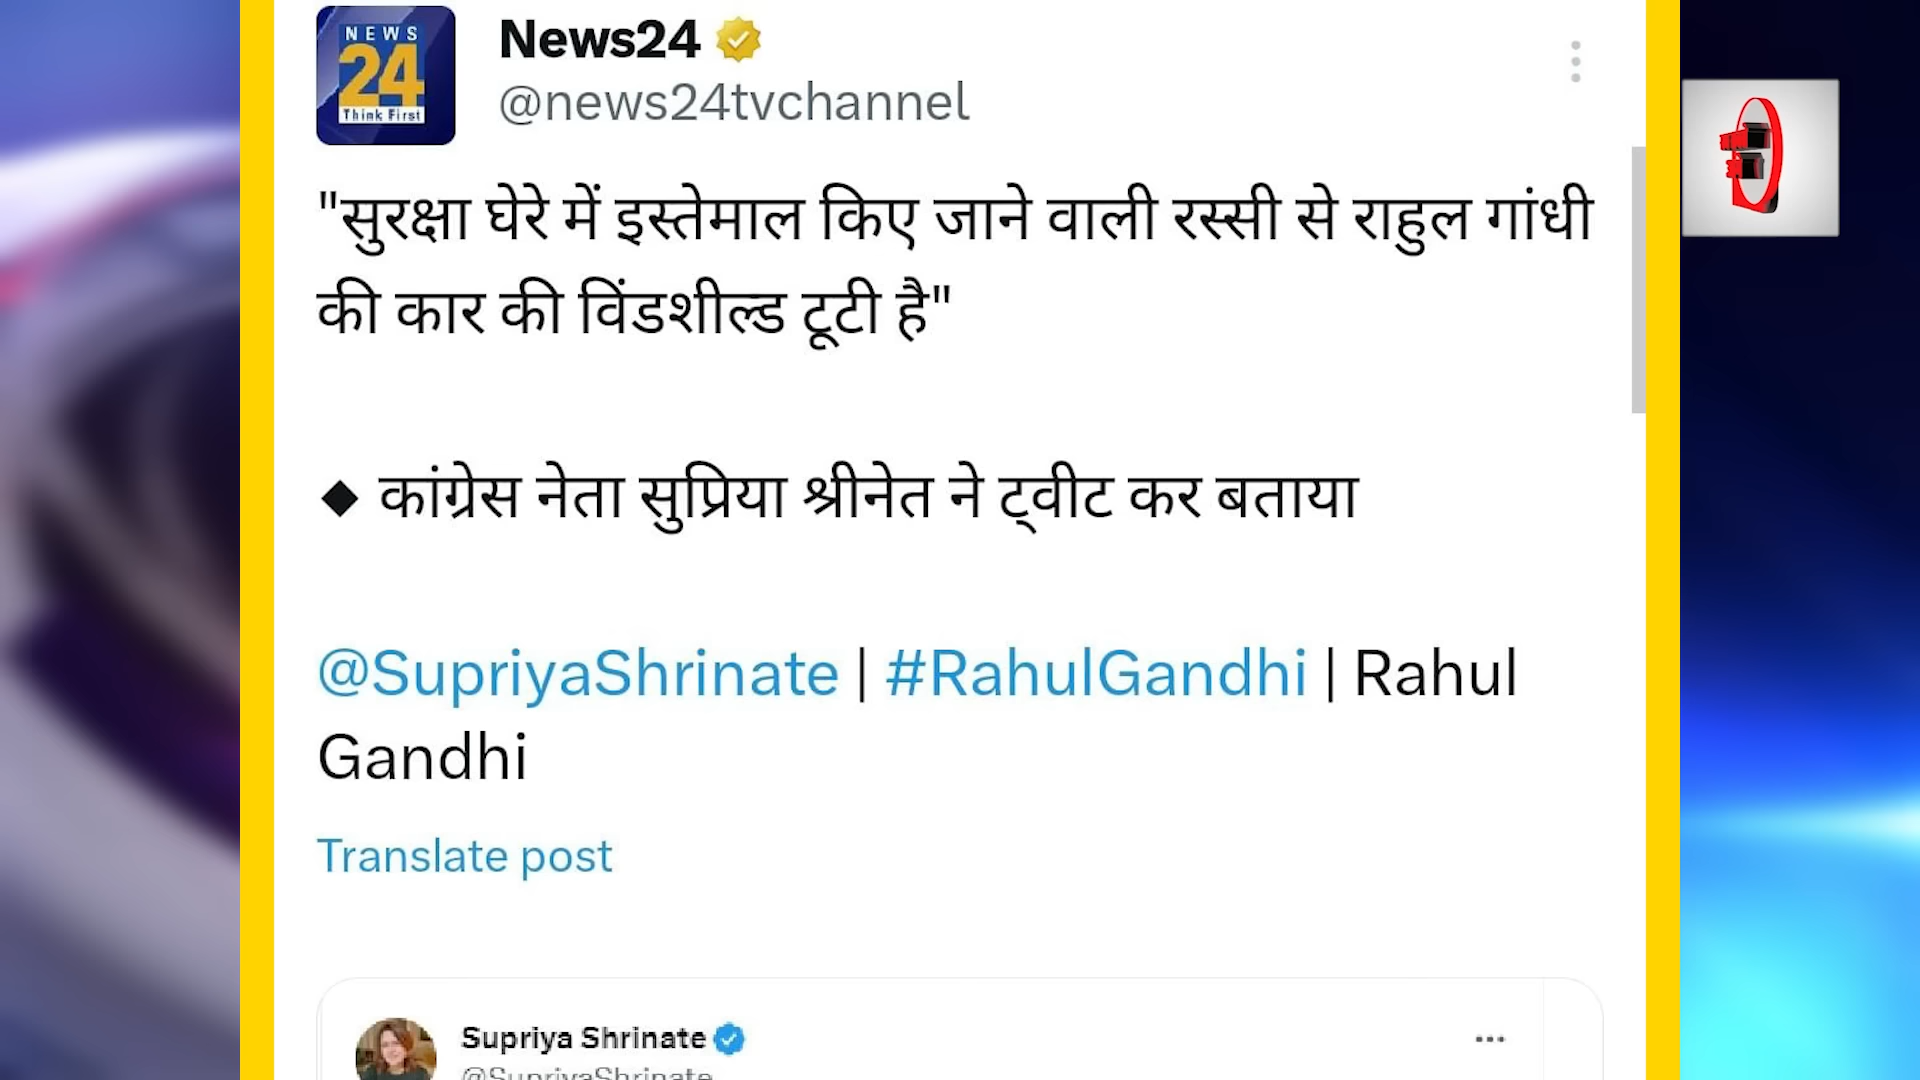 NEWS
24
Think First
News24
@news24tvchannel
"सुरक्षा घेरे में इस्तेमाल किए जाने वाली रस्सी से राहुल गांधी
की कार की विंडशील्ड टूटी है"
◆ कांग्रेस नेता सुप्रिया श्रीनेत ने ट्वीट कर बताया
@SupriyaShrinate | #RahulGandhi | Rahul
Gandhi
Translate post
Supriya Shrinate
@SupriyaShrinate